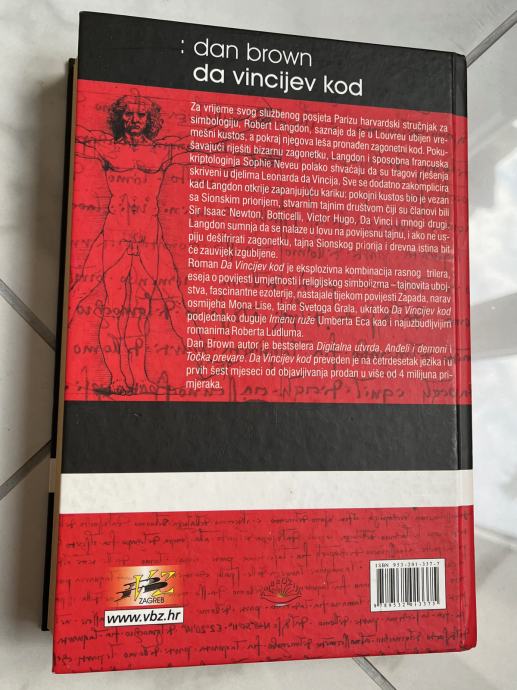 : dan brown
da vincijev kod
Za vrijeme svog službenog posjeta Parizu harvardski stručnjak za
simbologiju, Robert Langdon, saznaje da je u Louvreu ubijen vre-
mešni kustos, a pokraj njegova leša pronađen zagonetni kod. Poku-
šavajući riješiti bizarnu zagonetku, Langdon i sposobna francuska
kriptologinja Sophie Neveu polako shvaćaju da su tragovi rješenja
skriveni u djelima Leonarda da Vincija. Sve se dodatno zakomplicira
kad Langdon otkrije zapanjujuću kariku: pokojni kustos bio je vezan
sa Sionskim priorijem, stvarnim tajnim društvom čiji su članovi bili
Sir Isaac Newton, Botticelli, Victor Hugo, Da Vinci i mnogi drugi.
Langdon sumnja da se nalaze u lovu na povijesnu tajnu, i ako ne us-
piju dešifrirati zagonetku, tajna Sionskog priorija i drevna istina bit
će zauvijek izgubljene.
Roman Da Vincijev kod je eksplozivna kombinacija rasnog trilera,
eseja o povijesti umjetnosti i religijskog simbolizma – tajnovita uboj-
stva, fascinantne ezoterije, nastajale tijekom povijesti Zapada, narav
osmijeha Mona Lise, tajne Svetoga Grala, ukratko Da Vincijev kod
podjednako duguje Imenu ruže Umberta Eca kao i najuzbudljivijim
romanima Roberta Ludluma.
Dan Brown autor je bestselera Digitalna utvrda, Anđeli i demoni i
Točka prevare. Da Vincijev kod preveden je na četrdesetak jezika i u
prvih šest mjeseci od objavljivanja prodan u više od 4 milijuna pri-
mjeraka.
VBZ
ZAGREB
www.vbz.hr
ISBN 953-201-337-7
9 789532 013375